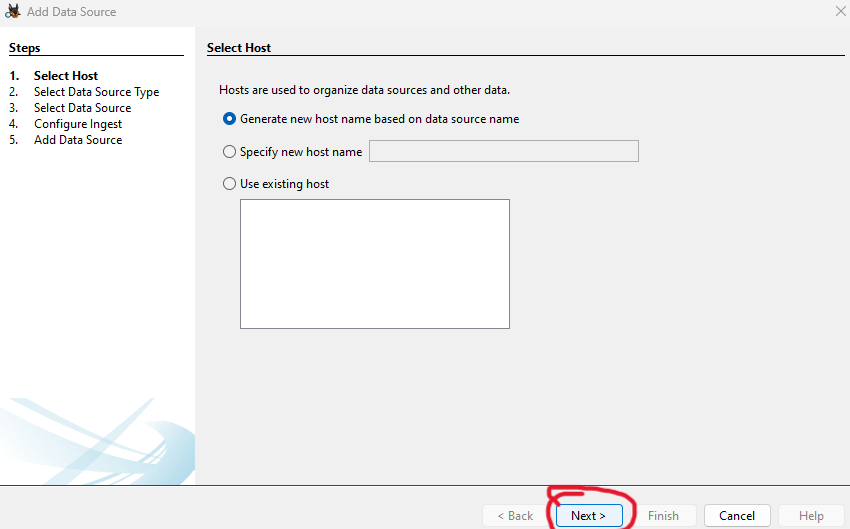 Add Data Source
Steps
1. Select Host
2. Select Data Source Type
3. Select Data Source
4. Configure Ingest
5. Add Data Source
Select Host
Hosts are used to organize data sources and other data.
Generate new host name based on data source name
Specify new host name
Use existing host
< Back
Next >
Finish
Cancel
Help